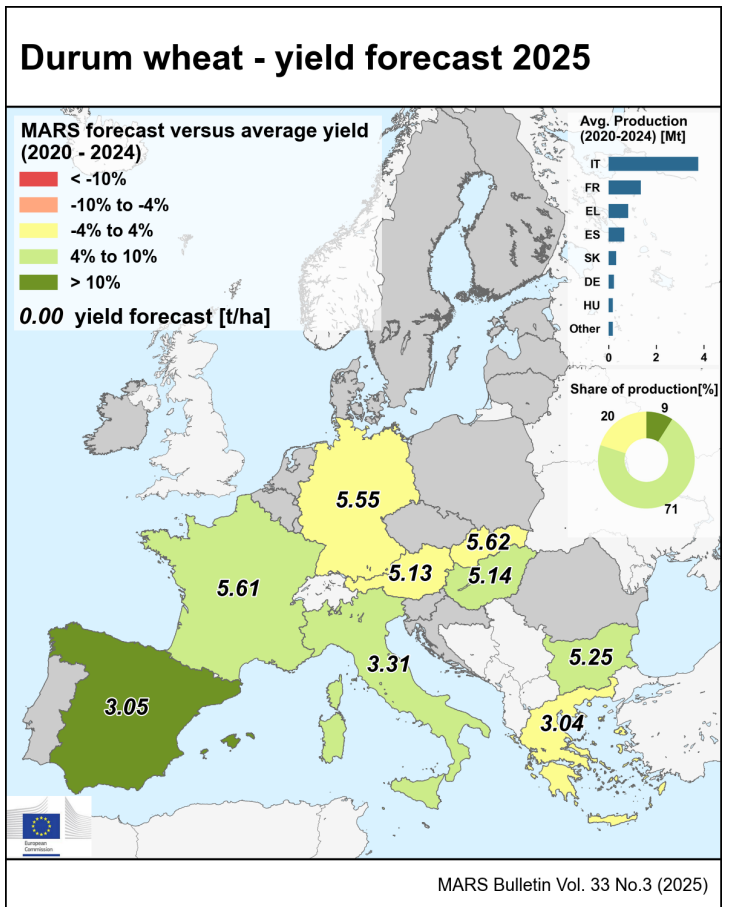 Durum wheat - yield forecast 2025
MARS forecast versus average yield
(2020 - 2024)
< -10%
-10% to -4%
-4% to 4%
4% to 10%
> 10%
0.00 yield forecast [t/ha]
Avg. Production
(2020-2024) [Mt]
IT
FR
EL
ES
SK
DE
HU
Other
0 2 4
Share of production[%]
20
9
71
5.55
5.62
5.13
5.14
5.61
3.31
5.25
3.05
3.04
European
Commission
MARS Bulletin Vol. 33 No.3 (2025)